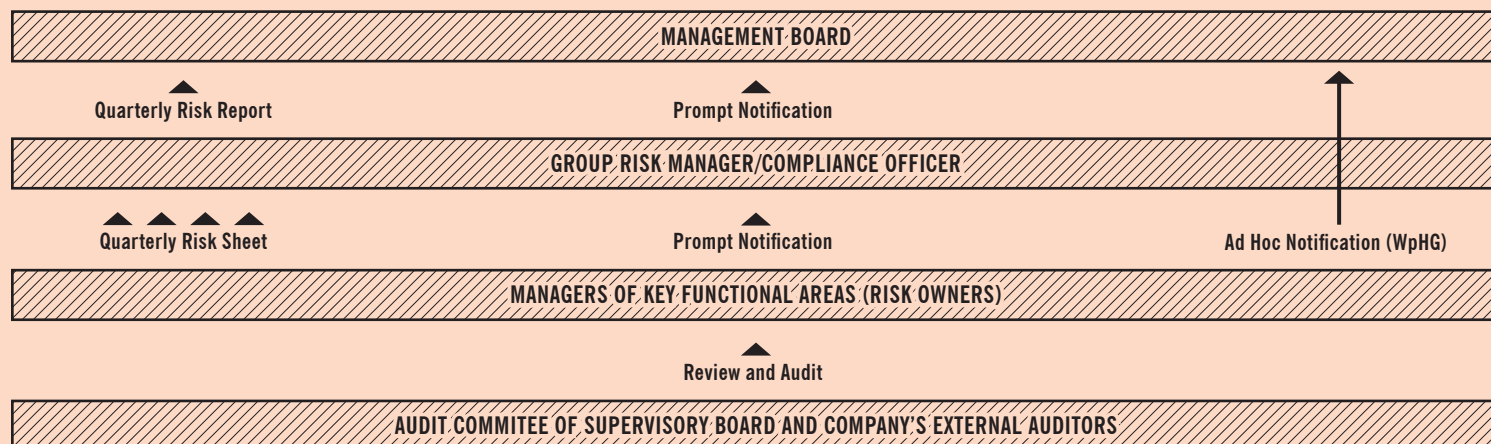 MANAGEMENT BOARD
Quarterly Risk Report
Prompt Notification
GROUP RISK MANAGER/COMPLIANCE OFFICER
Quarterly Risk Sheet
Prompt Notification
Ad Hoc Notification (WpHG)
MANAGERS OF KEY FUNCTIONAL AREAS (RISK OWNERS)
Review and Audit
AUDIT COMMITEE OF SUPERVISORY BOARD AND COMPANY'S EXTERNAL AUDITORS